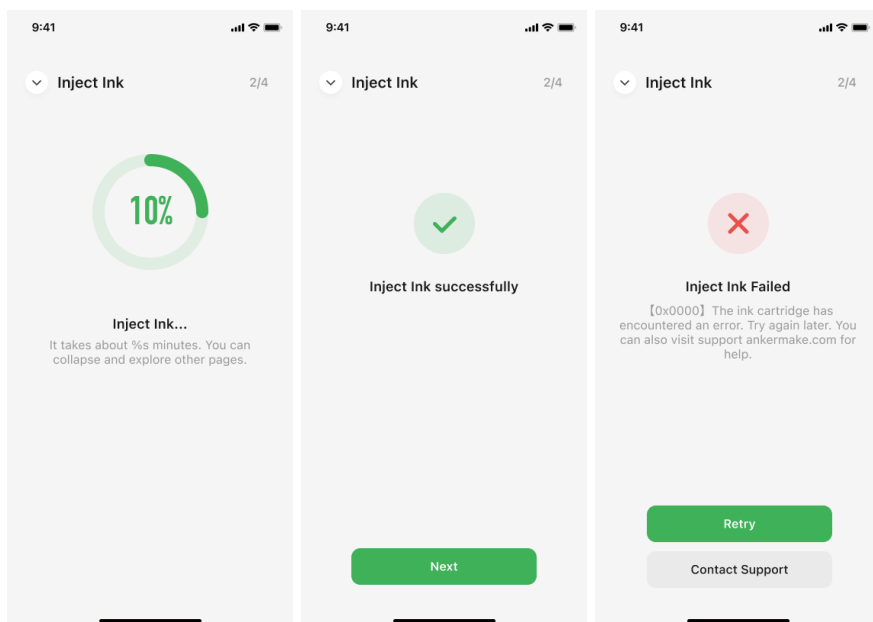 9:41
Inject Ink
2/4
10%
Inject Ink...
It takes about %s minutes. You can
collapse and explore other pages.
9:41
Inject Ink
2/4
Inject Ink successfully
Next
9:41
Inject Ink
2/4
Inject Ink Failed
【0x0000】The ink cartridge has
encountered an error. Try again later. You
can also visit support ankermake.com for
help.
Retry
Contact Support